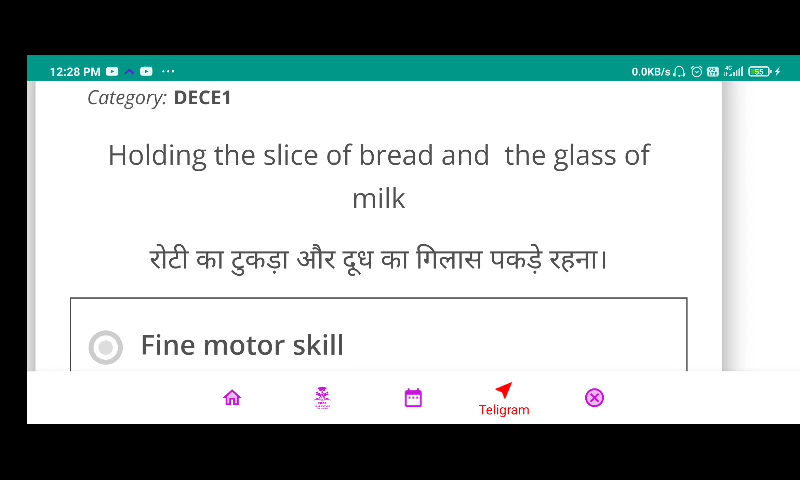 12:28 PM
0.0KB/s 4G 55
Category: DECE1
Holding the slice of bread and the glass of
milk
रोटी का टुकड़ा और दूध का गिलास पकड़े रहना।
Fine motor skill
Teligram